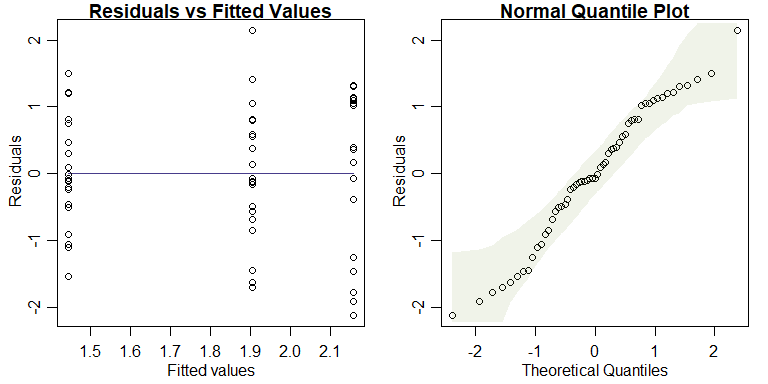 Residuals vs Fitted Values
Residuals
2
1
0
-1
-2
1.5 1.6 1.7 1.8 1.9 2.0 2.1
Fitted values
Normal Quantile Plot
Residuals
2
1
0
-1
-2
-2 -1 0 1 2
Theoretical Quantiles